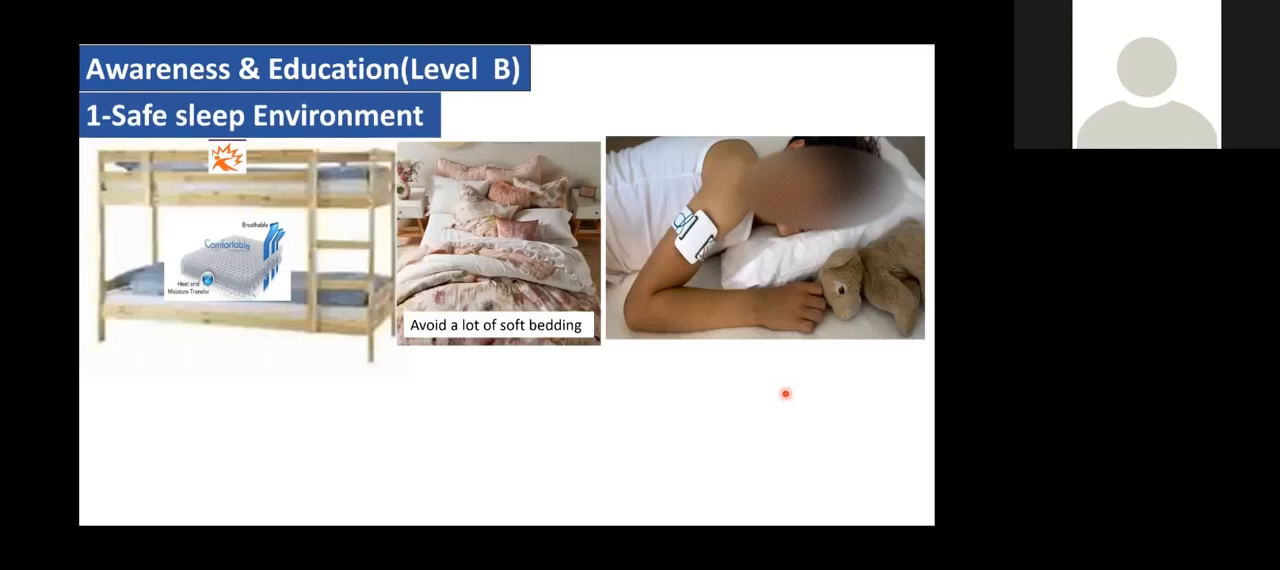 Awareness & Education(Level B)
1-Safe sleep Environment
Breathable
Comfortable
Heat and
Moisture Transfer
Avoid a lot of soft bedding